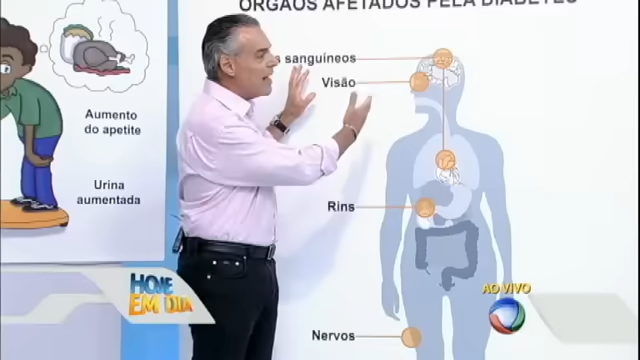 ÓRGÃOS AFETADOS PELA DIABETES
sanguíneos
Visão
Aumento
do apetite
Urina
aumentada
Rins
Nervos
HOJE
EM DIA
AO VIVO